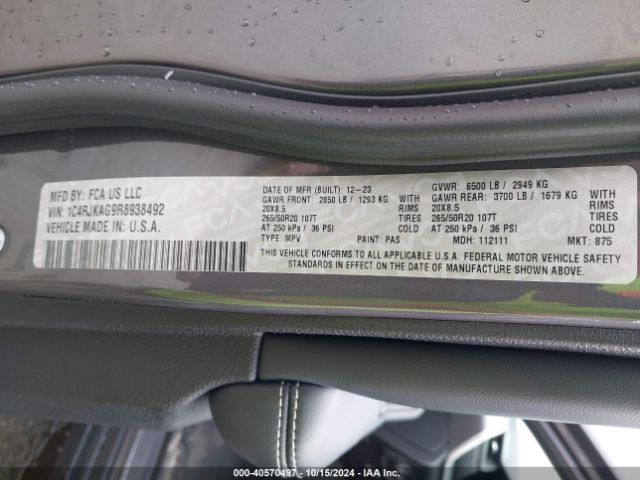 MFD BY: FCA US LLC
VIN: 1C4RJKAG9R8938492
VEHICLE MADE IN: U.S.A.
DATE OF MFR (BUILT): 12-23 GVWR: 6500 LB / 2949 KG
GAWR FRONT: 2850 LB / 1293 KG WITH GAWR REAR: 3700 LB / 1679 KG WITH
20X8.5 RIMS 20X8.5 RIMS
265/50R20 107T TIRES 265/50R20 107T TIRES
AT 250 kPa / 36 PSI COLD AT 250 kPa / 36 PSI COLD
TYPE: MPV PAINT: PAS MDH: 112111 MKT: 875
THIS VEHICLE CONFORMS TO ALL APPLICABLE U.S.A. FEDERAL MOTOR VEHICLE SAFETY
STANDARDS IN EFFECT ON THE DATE OF MANUFACTURE SHOWN ABOVE.
00-40570497 - 10/15/2024 - IAA Inc.